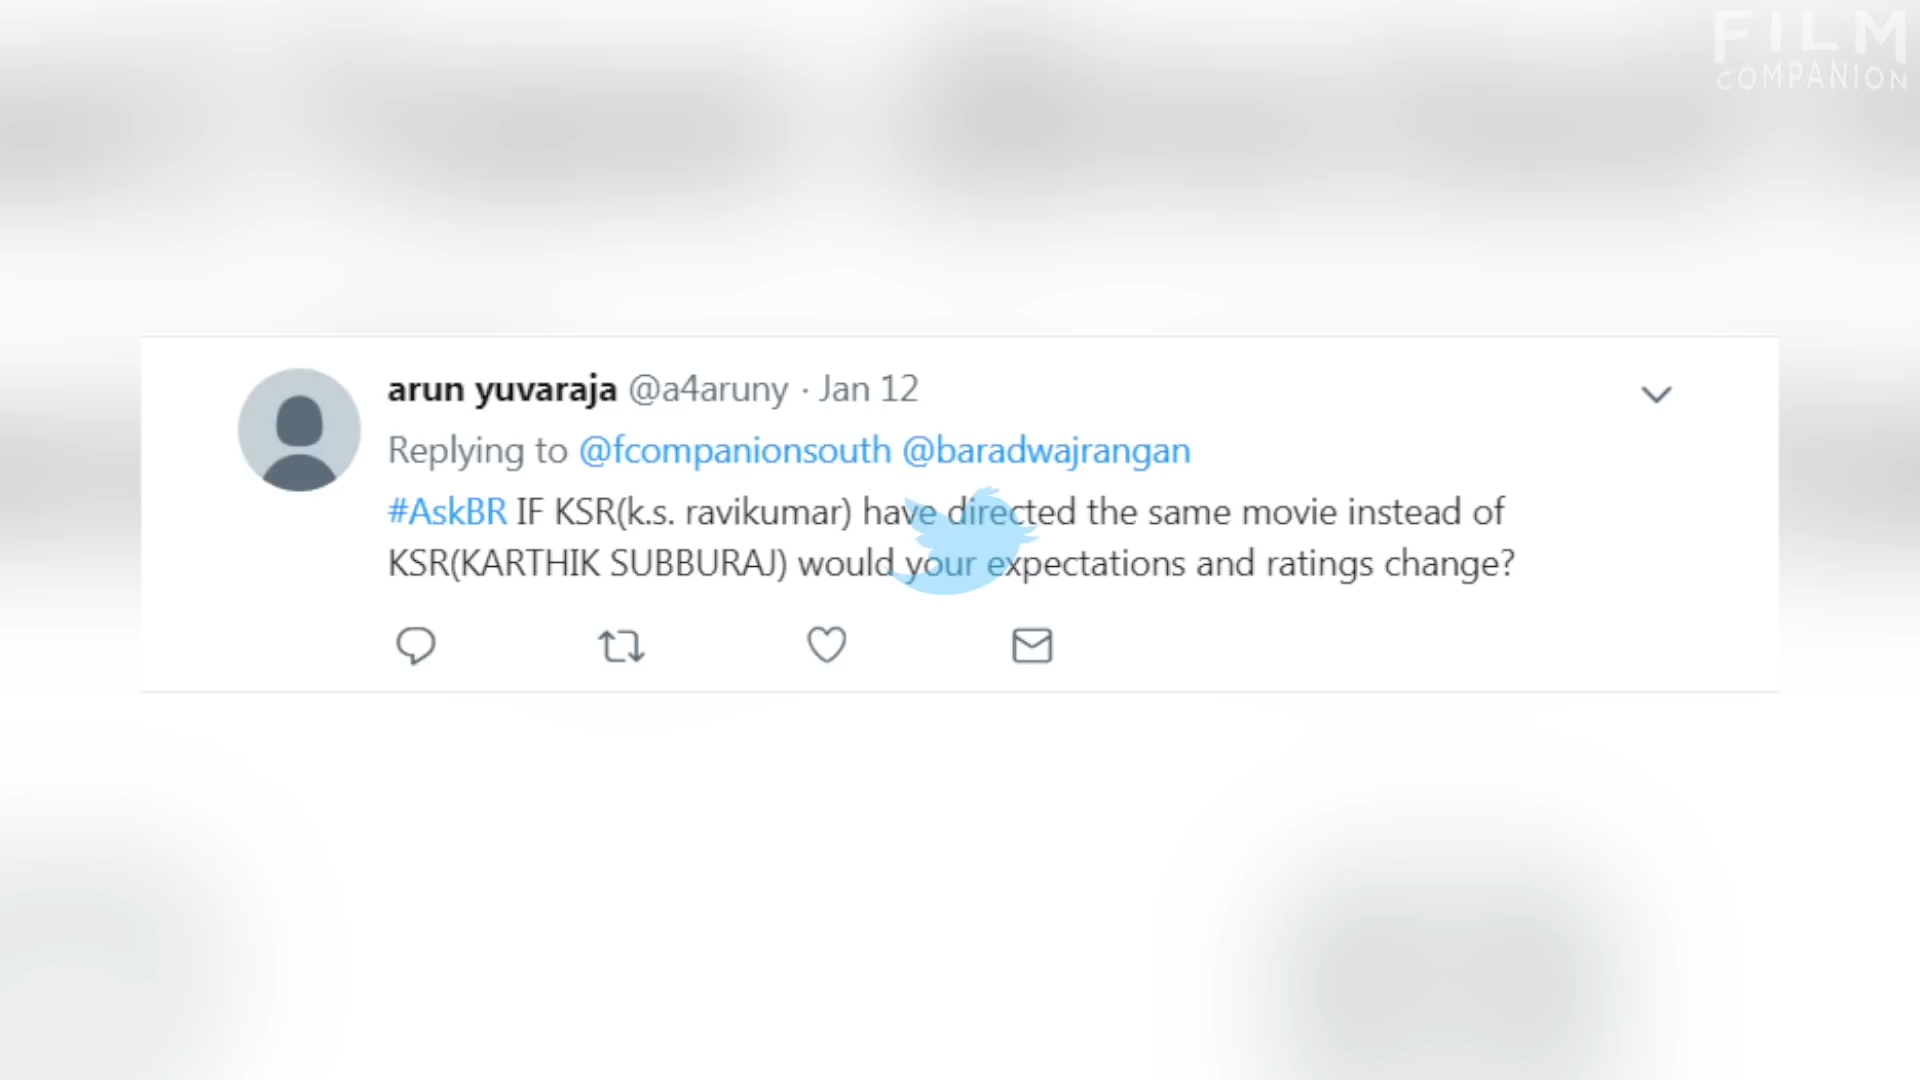 FILM
COMPANION
arun yuvaraja @a4aruny · Jan 12
Replying to @fcompanionsouth @baradwajrangan
#AskBR IF KSR(k.s. ravikumar) have directed the same movie instead of
KSR(KARTHIK SUBBURAJ) would your expectations and ratings change?